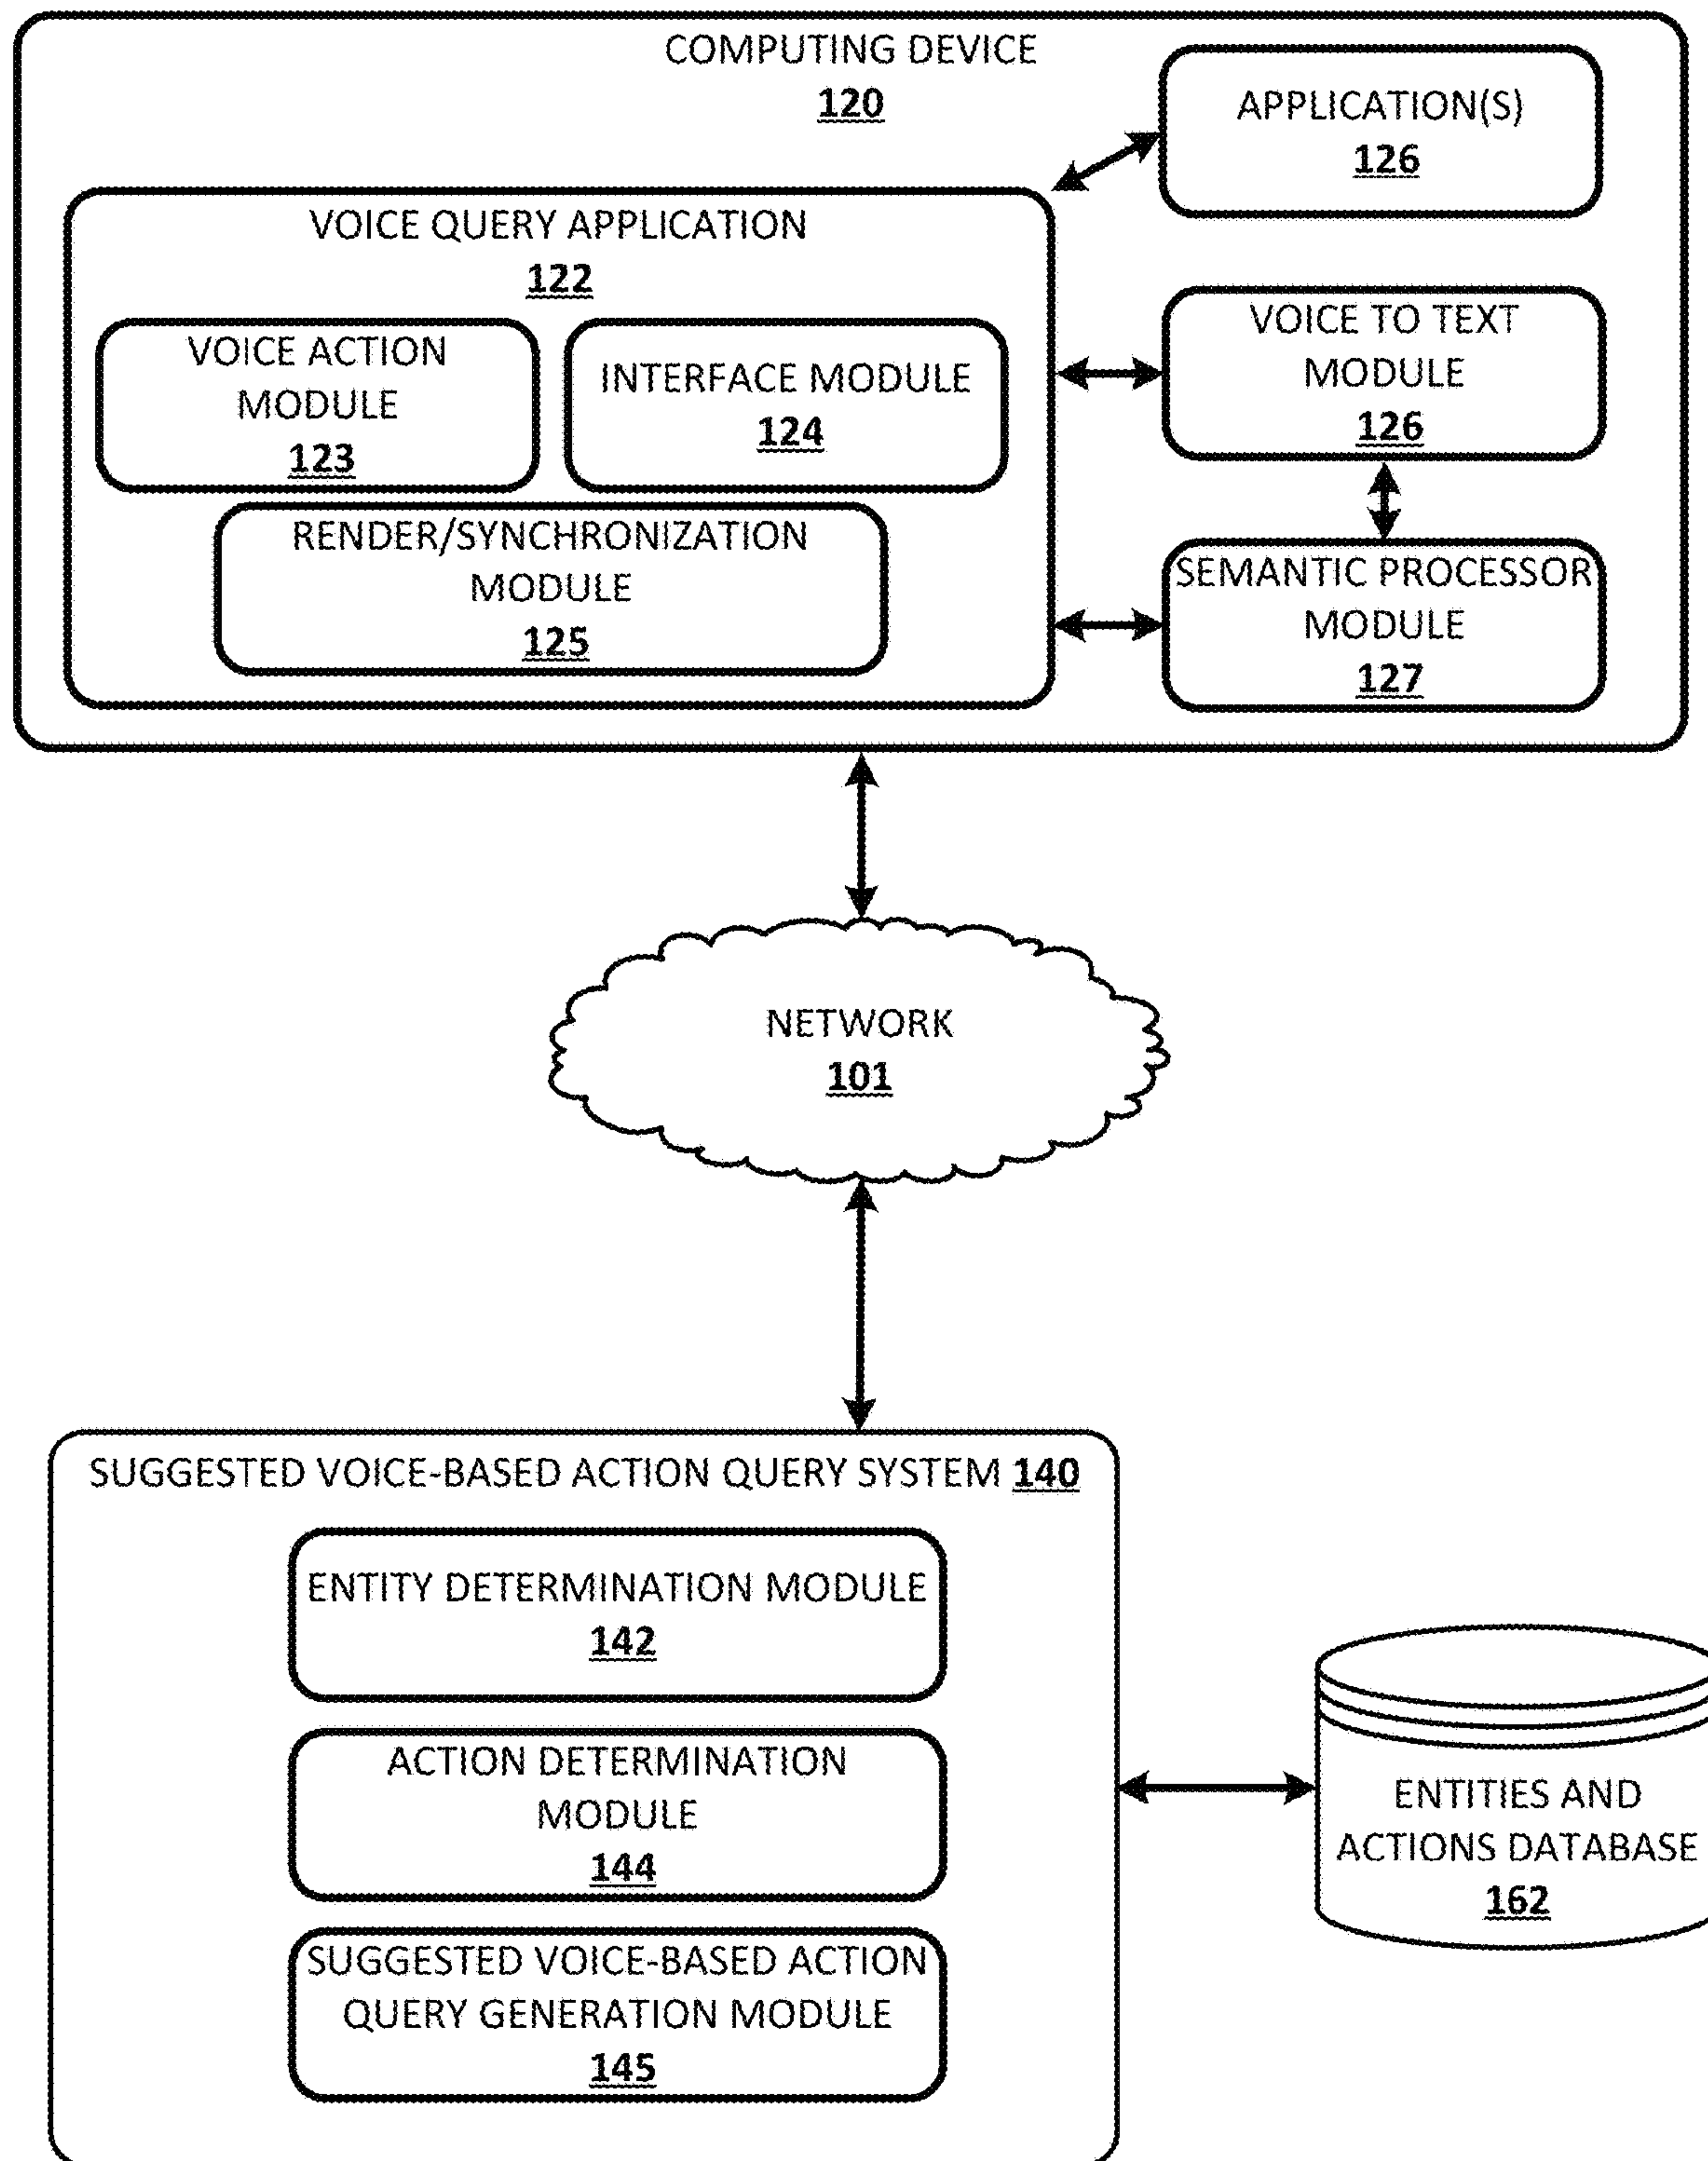 COMPUTING DEVICE
120
APPLICATION(S)
126
VOICE QUERY APPLICATION
122
VOICE ACTION
MODULE
123
INTERFACE MODULE
124
RENDER/SYNCHRONIZATION
MODULE
125
VOICE TO TEXT
MODULE
126
SEMANTIC PROCESSOR
MODULE
127
NETWORK
101
SUGGESTED VOICE-BASED ACTION QUERY SYSTEM 140
ENTITY DETERMINATION MODULE
142
ACTION DETERMINATION
MODULE
144
SUGGESTED VOICE-BASED ACTION
QUERY GENERATION MODULE
145
ENTITIES AND
ACTIONS DATABASE
162